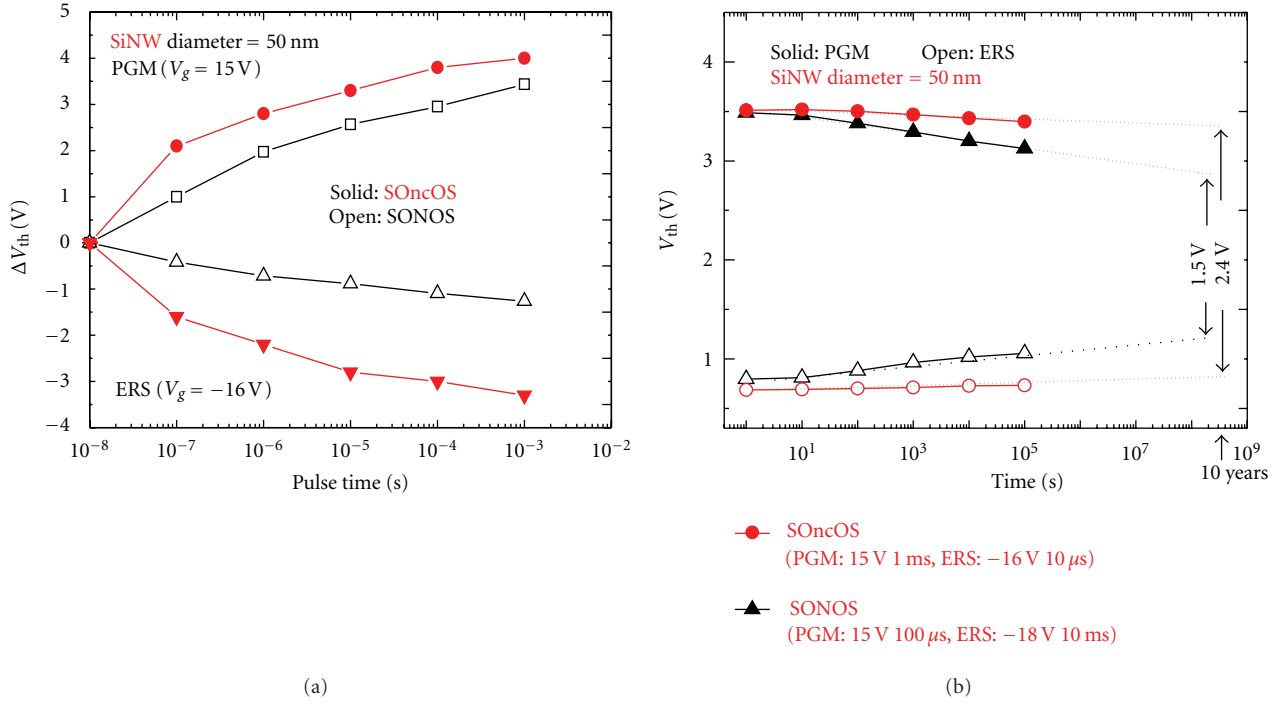 5
4
3
2
1
0
−1
−2
−3
−4
ΔVth (V)
SiNW diameter = 50 nm
PGM (Vg = 15 V)
Solid: SOncOS
Open: SONOS
ERS (Vg = −16 V)
10−8 10−7 10−6 10−5 10−4 10−3 10−2
Pulse time (s)
(a)
4
3
2
1
Vth (V)
Solid: PGM Open: ERS
SiNW diameter = 50 nm
1.5 V
2.4 V
101 103 105 107 109
10 years
Time (s)
SOncOS
(PGM: 15 V 1 ms, ERS: −16 V 10 µs)
SONOS
(PGM: 15 V 100 µs, ERS: −18 V 10 ms)
(b)